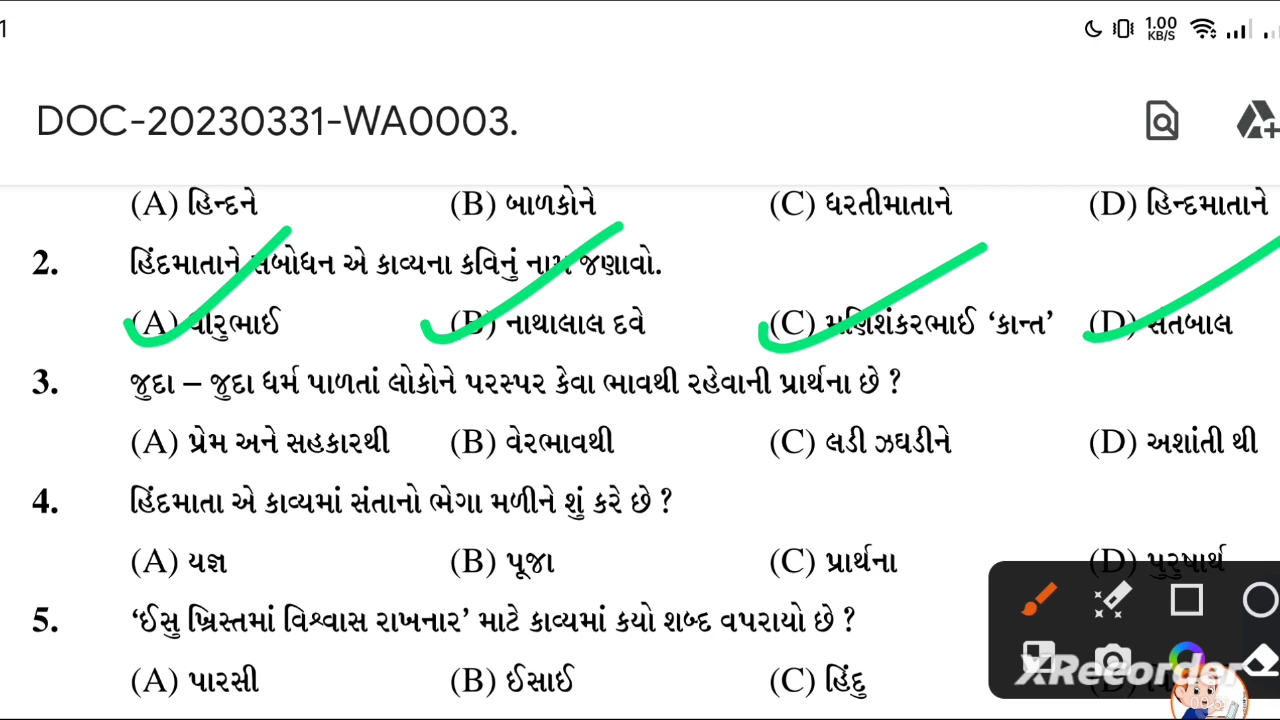 1
1.00
KB/S
DOC-20230331-WA0003.
(A) હિન્દને (B) બાળકોને (C) ધરતીમાતાને (D) હિન્દમાતાને
2. હિંદમાતાને સંબોધન એ કાવ્યના કવિનું નામ જણાવો.
(A) ધીરુભાઈ (B) નાથાલાલ દવે (C) મણિશંકરભાઈ ‘કાન્ત’ (D) સંતબાલ
3. જુદા – જુદા ધર્મ પાળતાં લોકોને પરસ્પર કેવા ભાવથી રહેવાની પ્રાર્થના છે ?
(A) પ્રેમ અને સહકારથી (B) વેરભાવથી (C) લડી ઝઘડીને (D) અશાંતી થી
4. હિંદમાતા એ કાવ્યમાં સંતાનો ભેગા મળીને શું કરે છે ?
(A) યજ્ઞ (B) પૂજા (C) પ્રાર્થના (D) પુરુષાર્થ
5. ‘ઈસુ ખ્રિસ્તમાં વિશ્વાસ રાખનાર’ માટે કાવ્યમાં કયો શબ્દ વપરાયો છે ?
(A) પારસી (B) ઈસાઈ (C) હિંદુ (D)
XRecorder